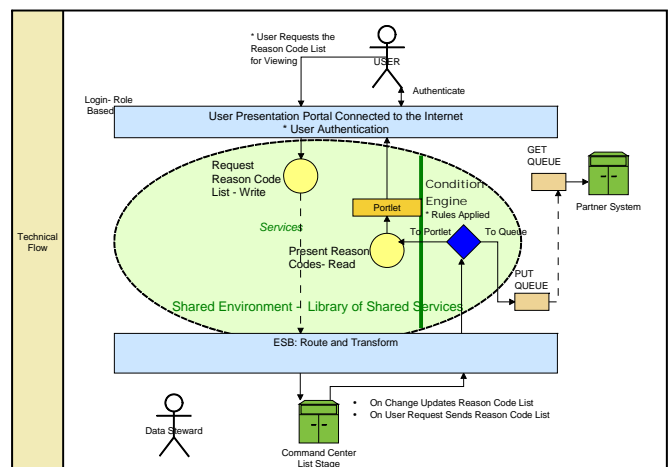 * User Requests the
Reason Code List
for Viewing
USER
Authenticate
Login- Role
Based
User Presentation Portal Connected to the Internet
* User Authentication
GET
QUEUE
Request
Reason Code
List - Write
Condition
Engine
* Rules Applied
Partner System
Portlet
Technical
Flow
Services
To Portlet
To Queue
Present Reason
Codes- Read
PUT
QUEUE
Shared Environment - Library of Shared Services
ESB: Route and Transform
• On Change Updates Reason Code List
• On User Request Sends Reason Code List
Data Steward
Command Center
List Stage